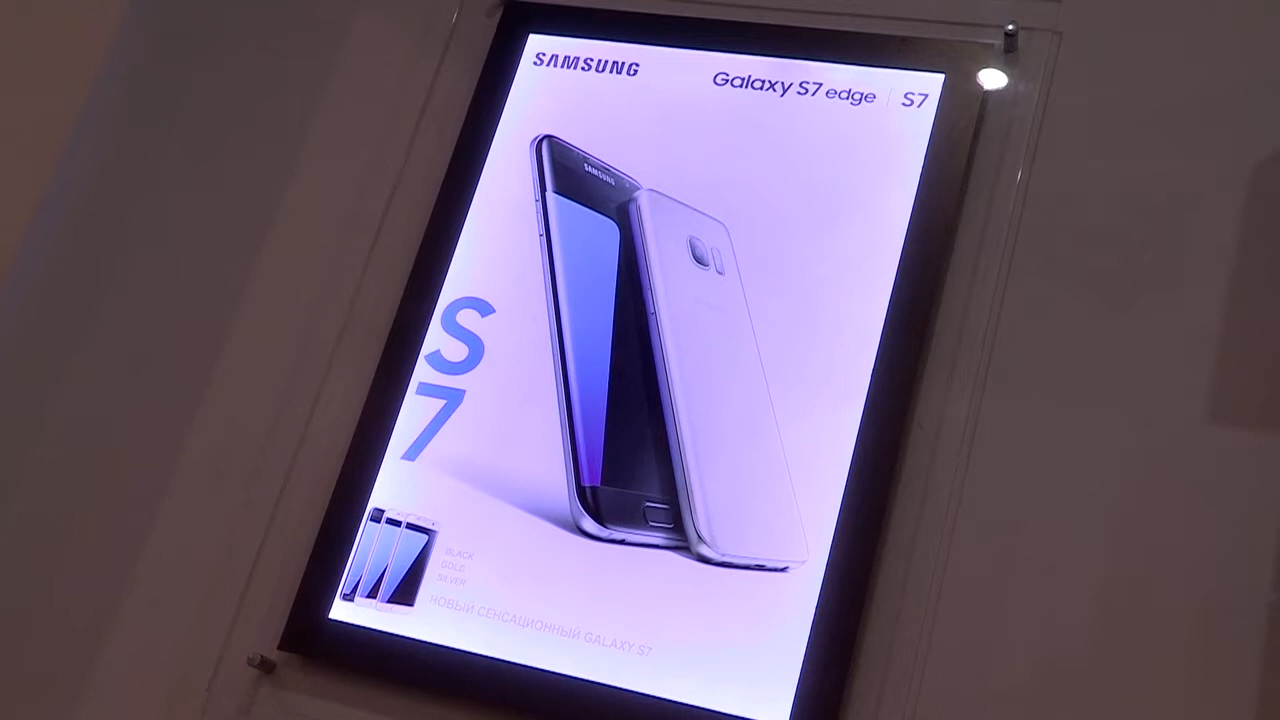 SAMSUNG
Galaxy S7 edge | S7
SAMSUNG
S
7
BLACK
GOLD
SILVER
НОВЫЙ СЕНСАЦИОННЫЙ GALAXY S7